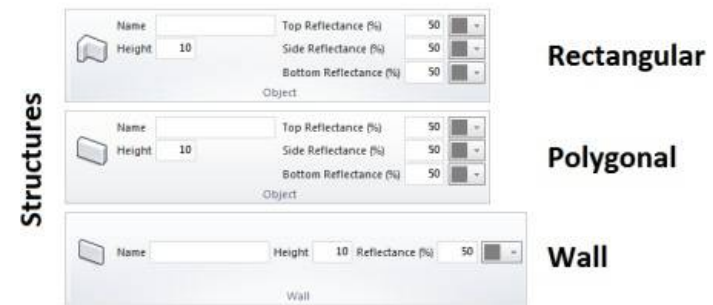 Structures
Name Top Reflectance (%) 50
Height 10 Side Reflectance (%) 50
Bottom Reflectance (%) 50
Object
Rectangular
Name Top Reflectance (%) 50
Height 10 Side Reflectance (%) 50
Bottom Reflectance (%) 50
Object
Polygonal
Name Height 10 Reflectance (%) 50
Wall
Wall